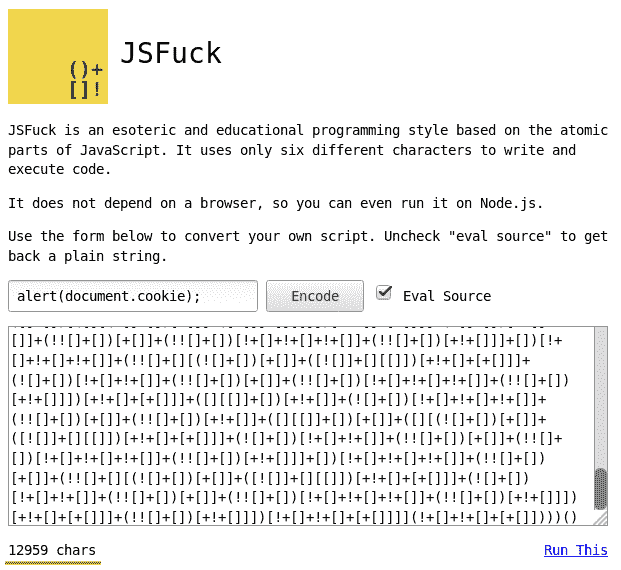 ()+
[]!
JSFuck
JSFuck is an esoteric and educational programming style based on the atomic
parts of JavaScript. It uses only six different characters to write and
execute code.
It does not depend on a browser, so you can even run it on Node.js.
Use the form below to convert your own script. Uncheck "eval source" to get
back a plain string.
alert(document.cookie); Encode Eval Source
[]]+(!![]+[])[+[]]+(!![]+[])[!+[]+!+[]+!+[]]+(!![]+[])[+!+[]]]+[])[!+
[]+!+[]+!+[]]+(!![]+[][(![]+[])[+[]]+([![]]+[][[]])[+!+[]+[+[]]]+
(![]+[])[!+[]+!+[]]+(!![]+[])[+[]]+(!![]+[])[!+[]+!+[]+!+[]]+(!![]+[])
[+!+[]]])[+!+[]+[+[]]]+([][[]]+[])[+!+[]]+(![]+[])[!+[]+!+[]+!+[]]+
(!![]+[])[+[]]+(!![]+[])[+!+[]]+([][[]]+[])[+[]]+([][(![]+[])[+[]]+
([![]]+[][[]])[+!+[]+[+[]]]+(![]+[])[!+[]+!+[]]+(!![]+[])[+[]]+(!![]+
[])[!+[]+!+[]+!+[]]+(!![]+[])[+!+[]]]+[])[!+[]+!+[]+!+[]]+(!![]+[])
[+[]]+(!![]+[][(![]+[])[+[]]+([![]]+[][[]])[+!+[]+[+[]]]+(![]+[])
[!+[]+!+[]]+(!![]+[])[+[]]+(!![]+[])[!+[]+!+[]+!+[]]+(!![]+[])[+!+[]]])
[+!+[]+[+[]]]+(!![]+[])[+!+[]]])[!+[]+!+[]+[+[]]]](!+[]+!+[]+[+[]])))()
12959 chars Run This